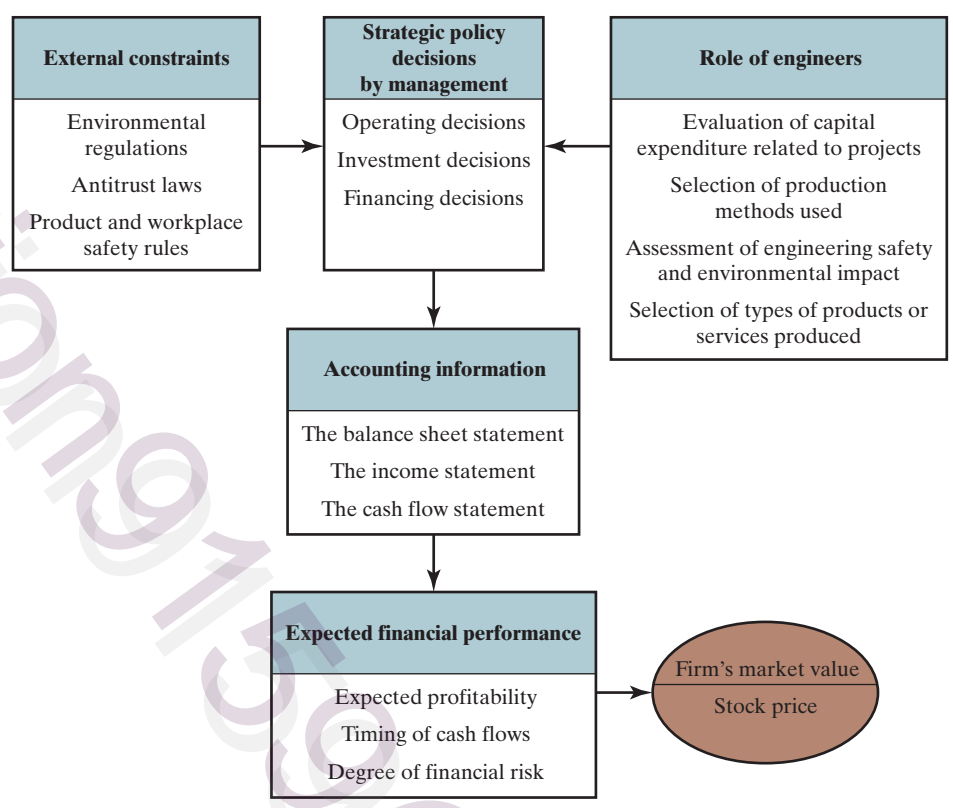 External constraints
Environmental
regulations
Antitrust laws
Product and workplace
safety rules
Strategic policy
decisions
by management
Operating decisions
Investment decisions
Financing decisions
Role of engineers
Evaluation of capital
expenditure related to projects
Selection of production
methods used
Assessment of engineering safety
and environmental impact
Selection of types of products or
services produced
Accounting information
The balance sheet statement
The income statement
The cash flow statement
Expected financial performance
Expected profitability
Timing of cash flows
Degree of financial risk
Firm's market value
Stock price